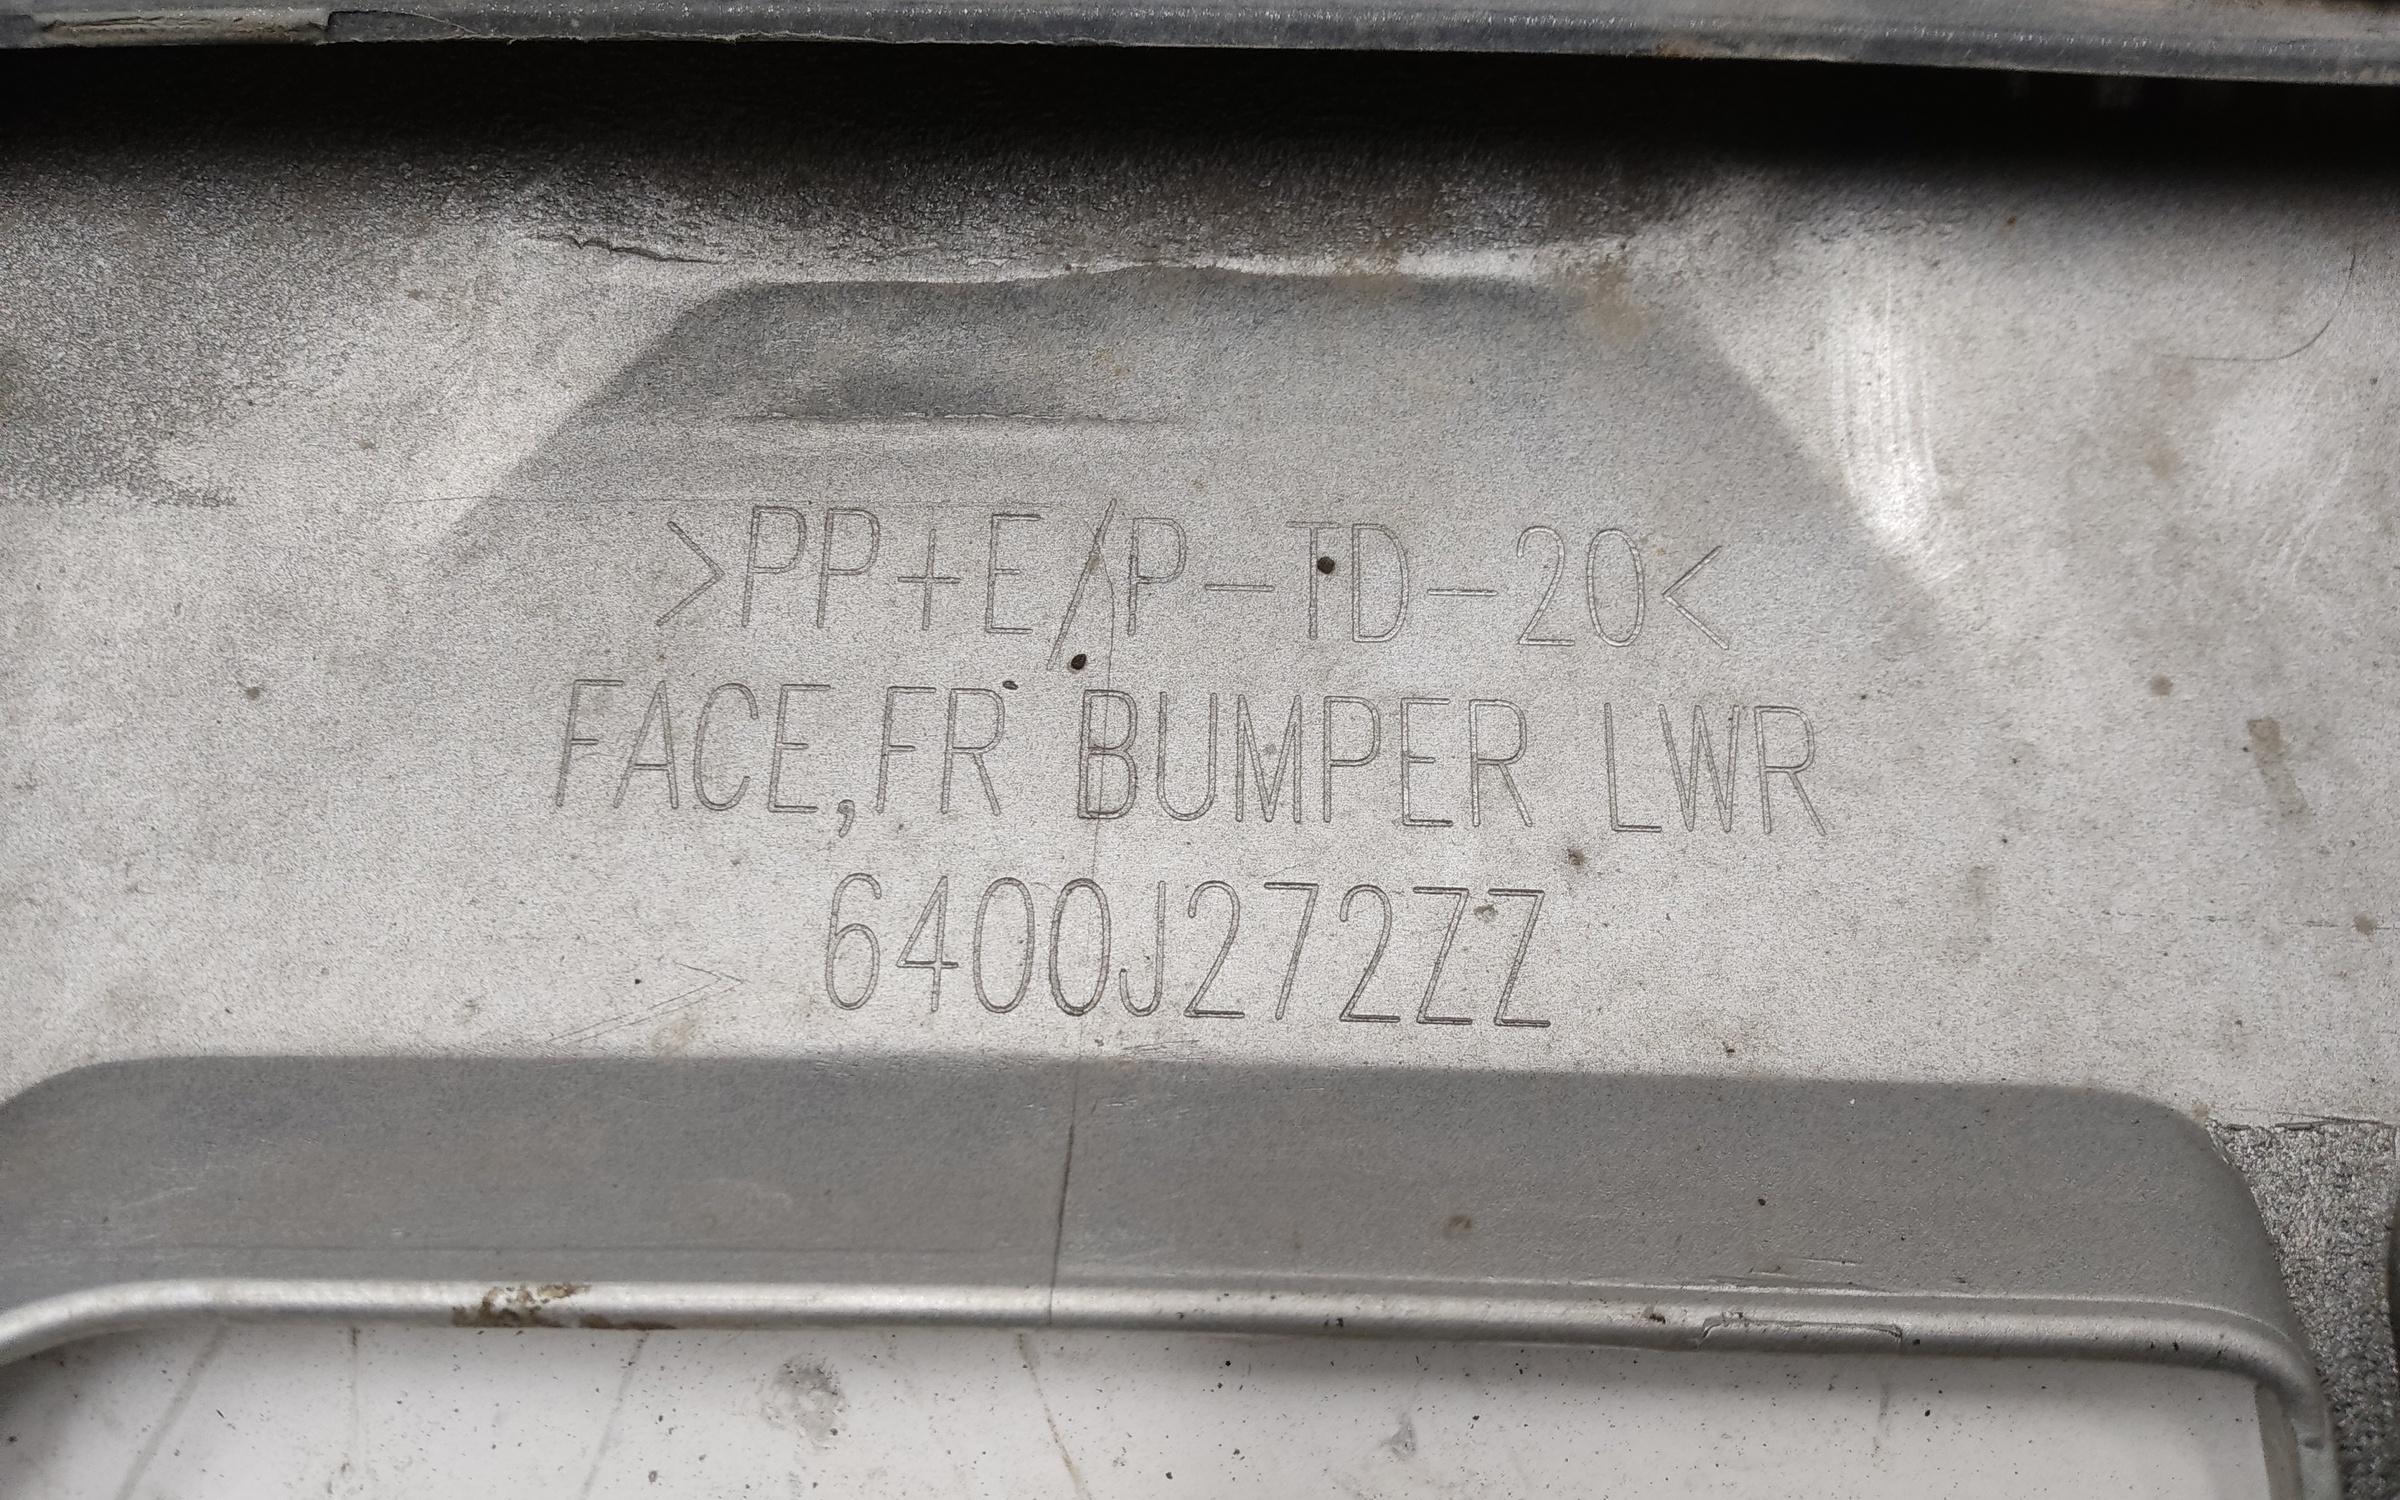 >PP+E/P-TD-20<
FACE,FR BUMPER LWR
6400J272ZZ